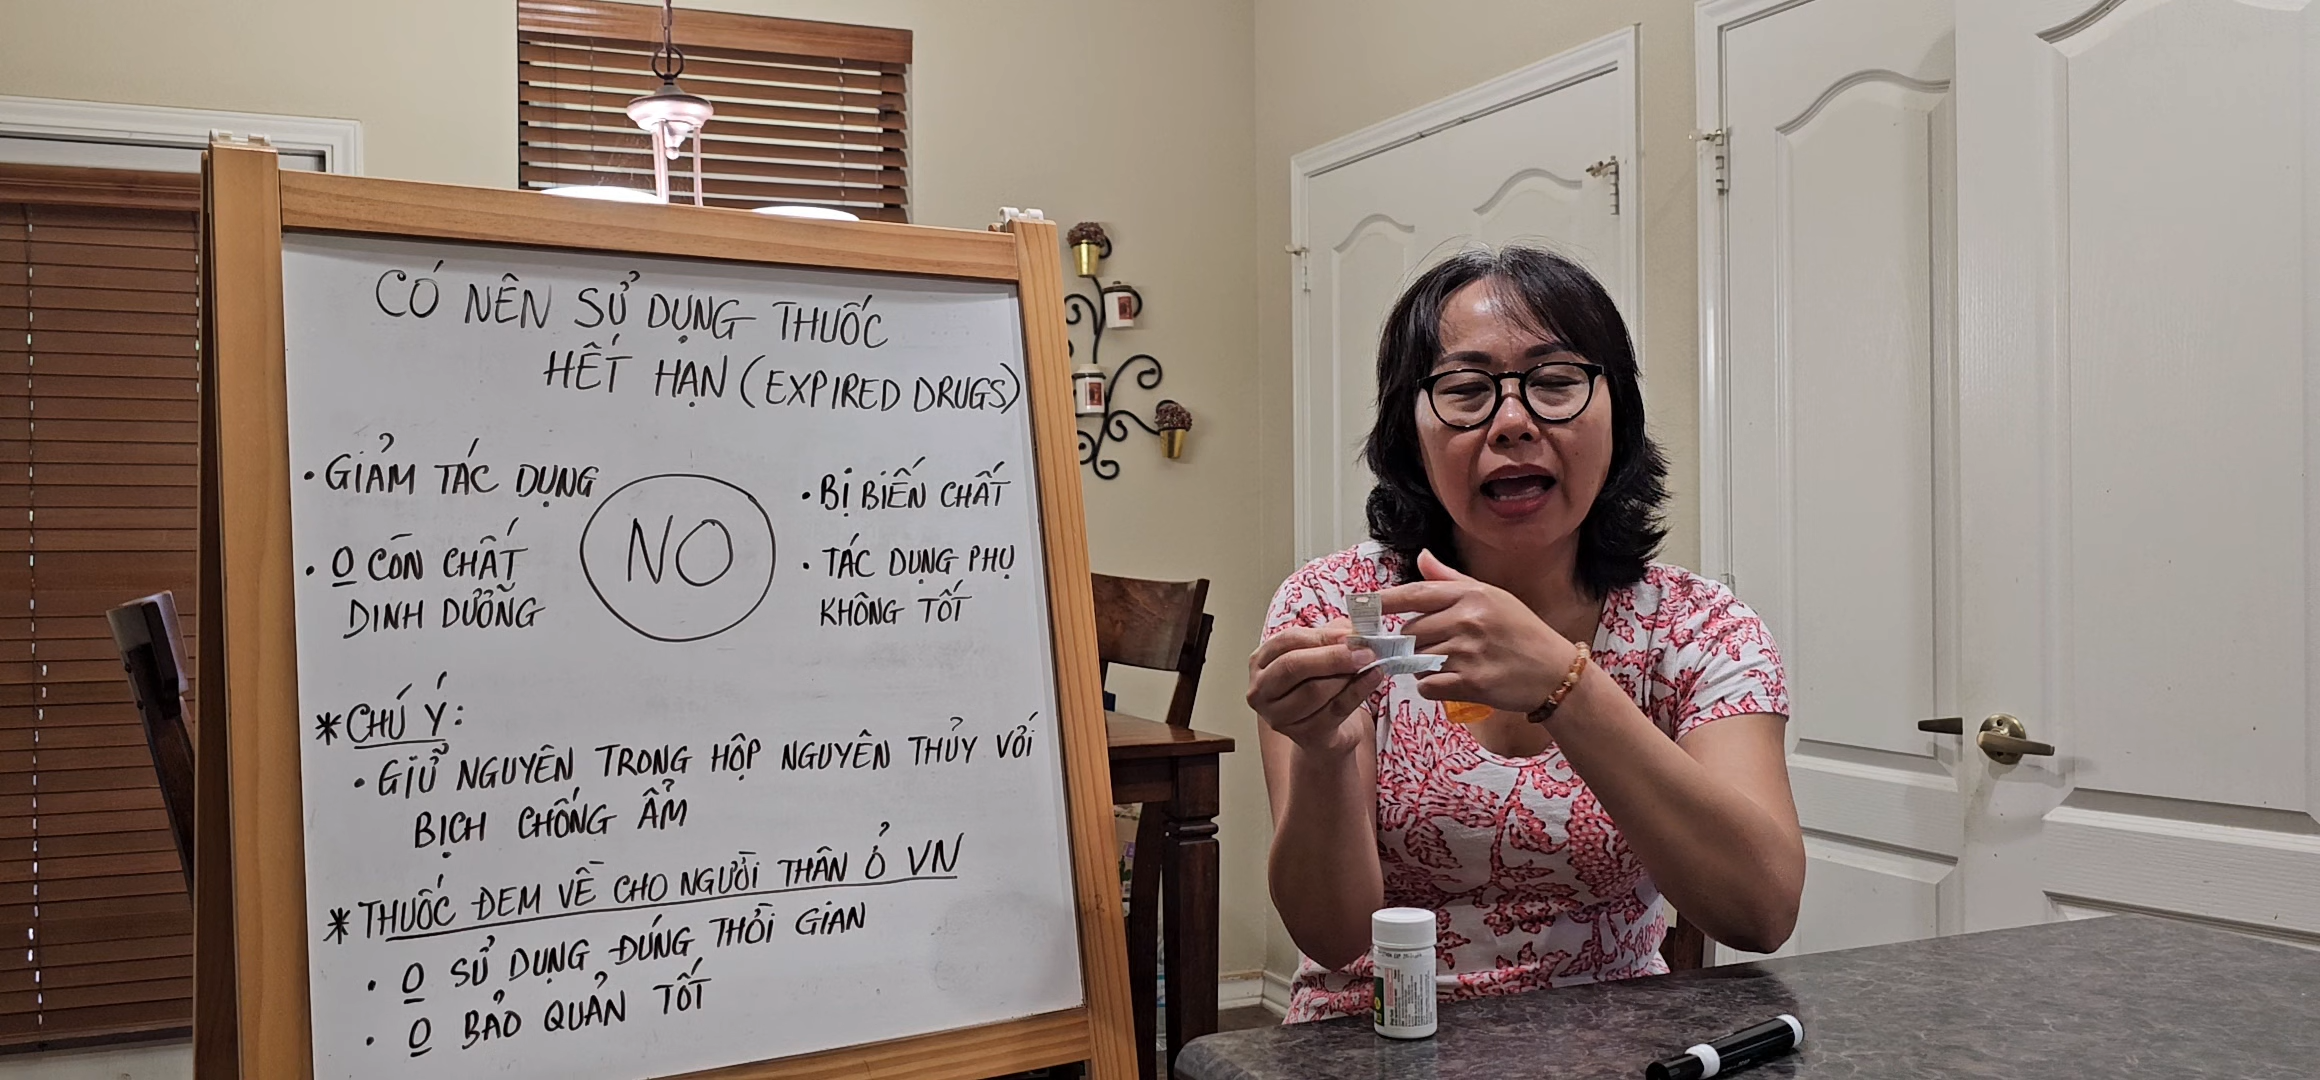 CÓ NÊN SỬ DỤNG THUỐC
HẾT HẠN (EXPIRED DRUGS)
• GIẢM TÁC DỤNG
• O CÒN CHẤT
DINH DƯỠNG
NO
• BỊ BIẾN CHẤT
• TÁC DỤNG PHỤ
KHÔNG TỐT
* CHÚ Ý:
• GIỮ NGUYÊN TRONG HỘP NGUYÊN THỦY VỚI
BỊCH CHỐNG ẨM
* THUỐC ĐEM VỀ CHO NGƯỜI THÂN Ở VN
• O SỬ DỤNG ĐÚNG THỜI GIAN
• O BẢO QUẢN TỐT